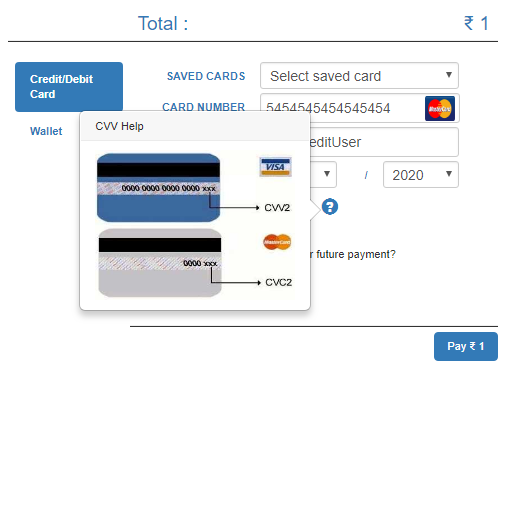 Total : ₹ 1
Credit/Debit
Card
SAVED CARDS Select saved card
CARD NUMBER 5454545454545454 MasterCard
Wallet
CVV Help
editUser
VISA
0000 0000 0000 0000 xxx
/ 2020
CVV2
?
MasterCard
r future payment?
0000 xxx
CVC2
Pay ₹ 1